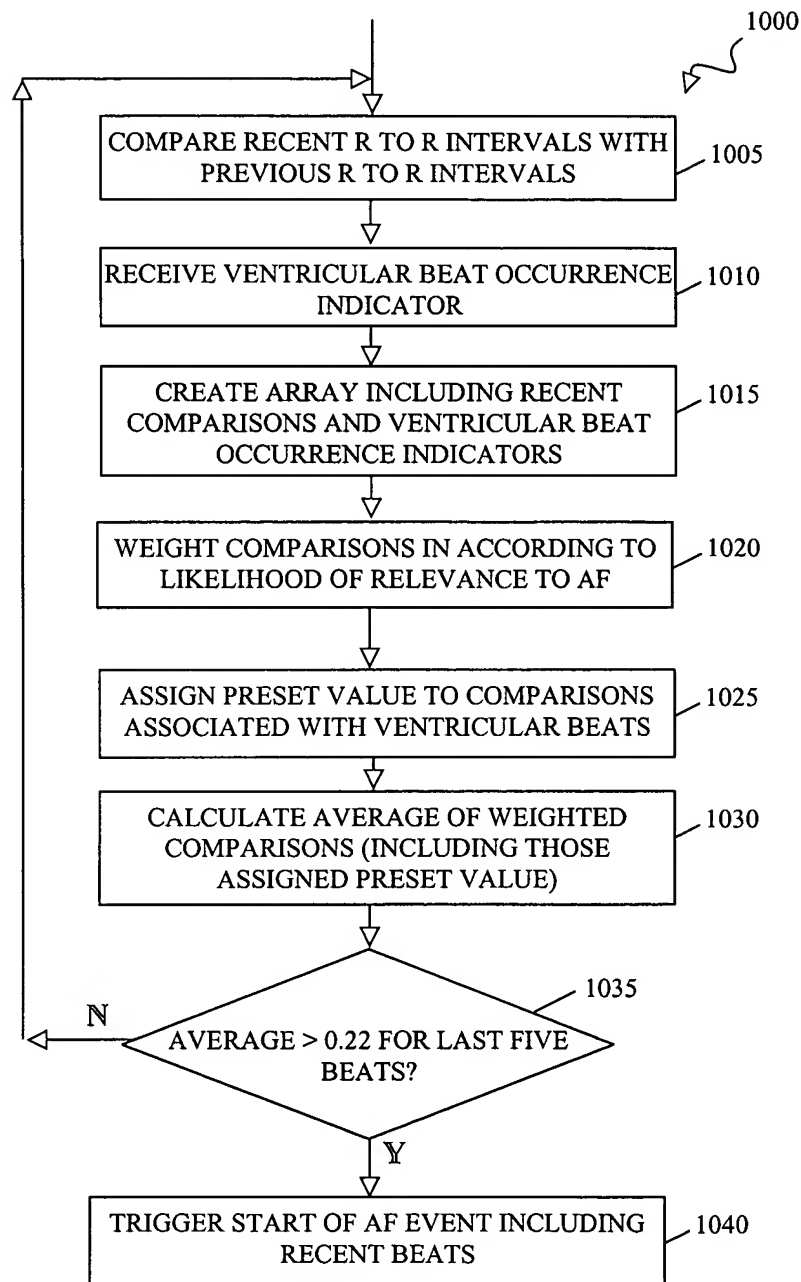 1000
COMPARE RECENT R TO R INTERVALS WITH
PREVIOUS R TO R INTERVALS
1005
RECEIVE VENTRICULAR BEAT OCCURRENCE
INDICATOR
1010
CREATE ARRAY INCLUDING RECENT
COMPARISONS AND VENTRICULAR BEAT
OCCURRENCE INDICATORS
1015
WEIGHT COMPARISONS IN ACCORDING TO
LIKELIHOOD OF RELEVANCE TO AF
1020
ASSIGN PRESET VALUE TO COMPARISONS
ASSOCIATED WITH VENTRICULAR BEATS
1025
CALCULATE AVERAGE OF WEIGHTED
COMPARISONS (INCLUDING THOSE
ASSIGNED PRESET VALUE)
1030
1035
N
AVERAGE > 0.22 FOR LAST FIVE
BEATS?
Y
TRIGGER START OF AF EVENT INCLUDING
RECENT BEATS
1040